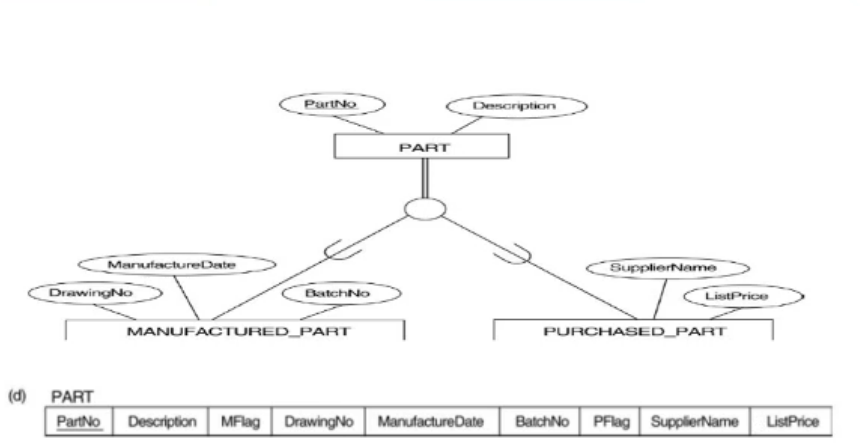 PartNo Description
PART
ManufactureDate SupplierName
DrawingNo BatchNo ListPrice
MANUFACTURED_PART PURCHASED_PART
(d) PART
PartNo Description MFlag DrawingNo ManufactureDate BatchNo PFlag SupplierName ListPrice